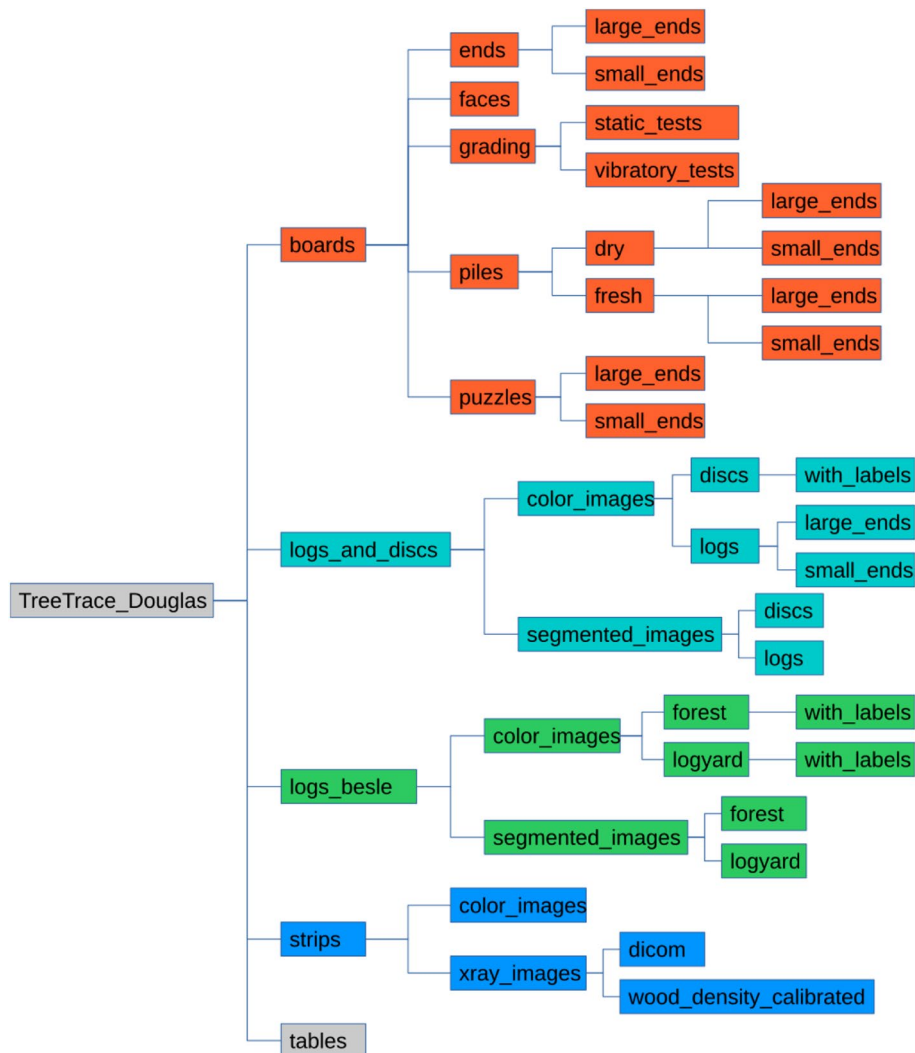 TreeTrace_Douglas
boards
ends
large_ends
small_ends
faces
grading
static_tests
vibratory_tests
piles
dry
large_ends
small_ends
fresh
large_ends
small_ends
puzzles
large_ends
small_ends
logs_and_discs
color_images
discs
with_labels
logs
large_ends
small_ends
segmented_images
discs
logs
logs_besle
color_images
forest
with_labels
logyard
with_labels
segmented_images
forest
logyard
strips
color_images
xray_images
dicom
wood_density_calibrated
tables